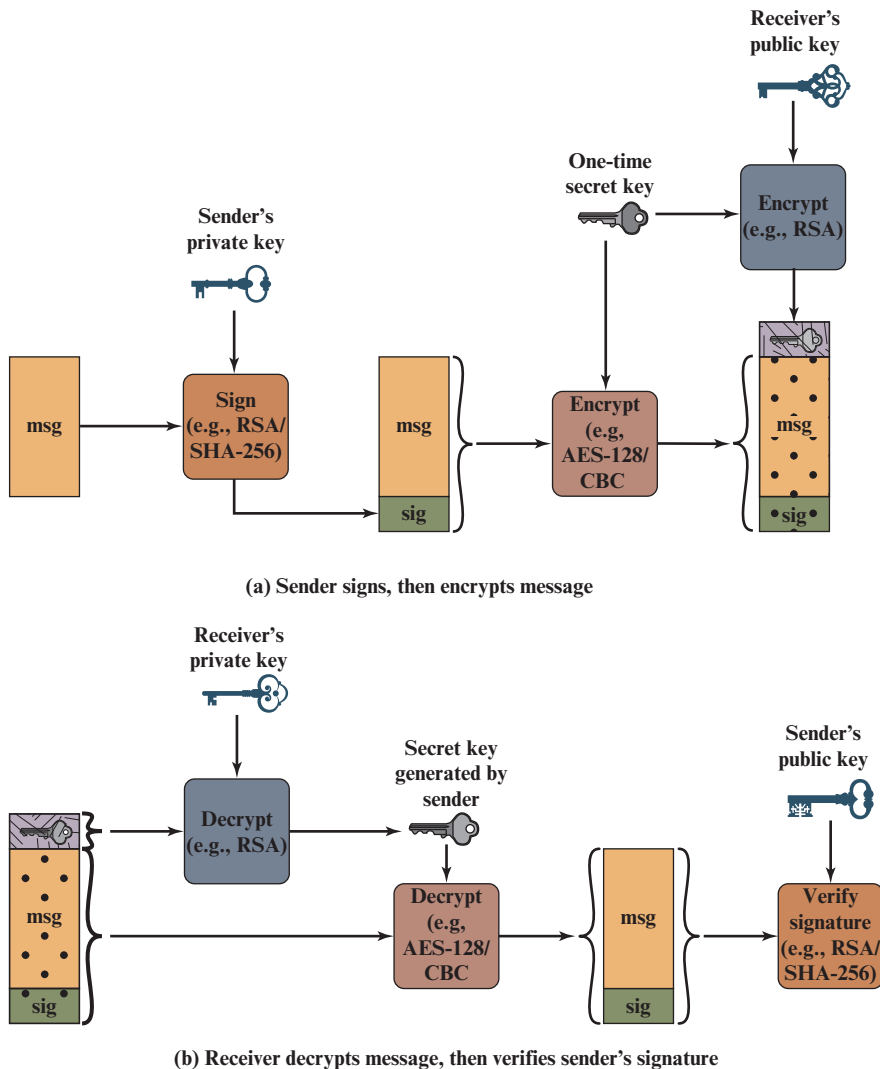 Receiver's
public key
One-time
secret key
Encrypt
(e.g., RSA)
Sender's
private key
msg
Sign
(e.g., RSA/
SHA-256)
msg
sig
Encrypt
(e.g,
AES-128/
CBC
msg
sig
(a) Sender signs, then encrypts message
Receiver's
private key
Decrypt
(e.g., RSA)
Secret key
generated by
sender
Sender's
public key
msg
sig
Decrypt
(e.g,
AES-128/
CBC
msg
sig
Verify
signature
(e.g., RSA/
SHA-256)
(b) Receiver decrypts message, then verifies sender's signature